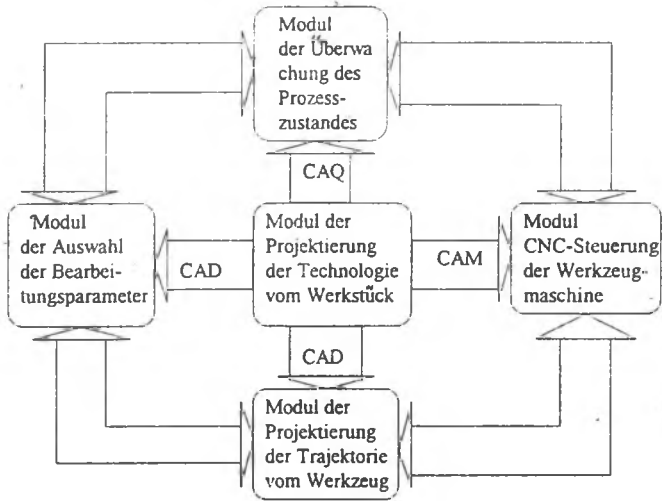 Modul
der Überwa
chung des
Prozess-
zustandes
CAQ
Modul
der Auswahl
der Bearbei-
tungsparameter
CAD
Modul der
Projektierung
der Technologie
vom Werkstück
CAM
Modul
CNC-Steuerung
der Werkzeug-
maschine
CAD
Modul der
Projektierung
der Trajektorie
vom Werkzeug